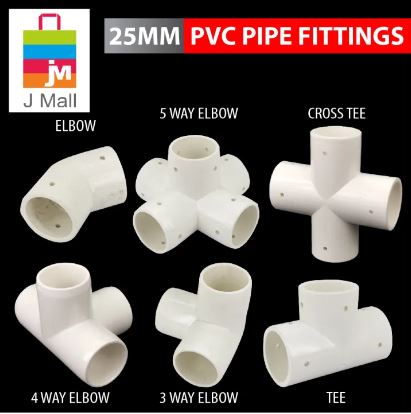 jm
J Mall
25MM PVC PIPE FITTINGS
ELBOW
5 WAY ELBOW
CROSS TEE
4 WAY ELBOW
3 WAY ELBOW
TEE